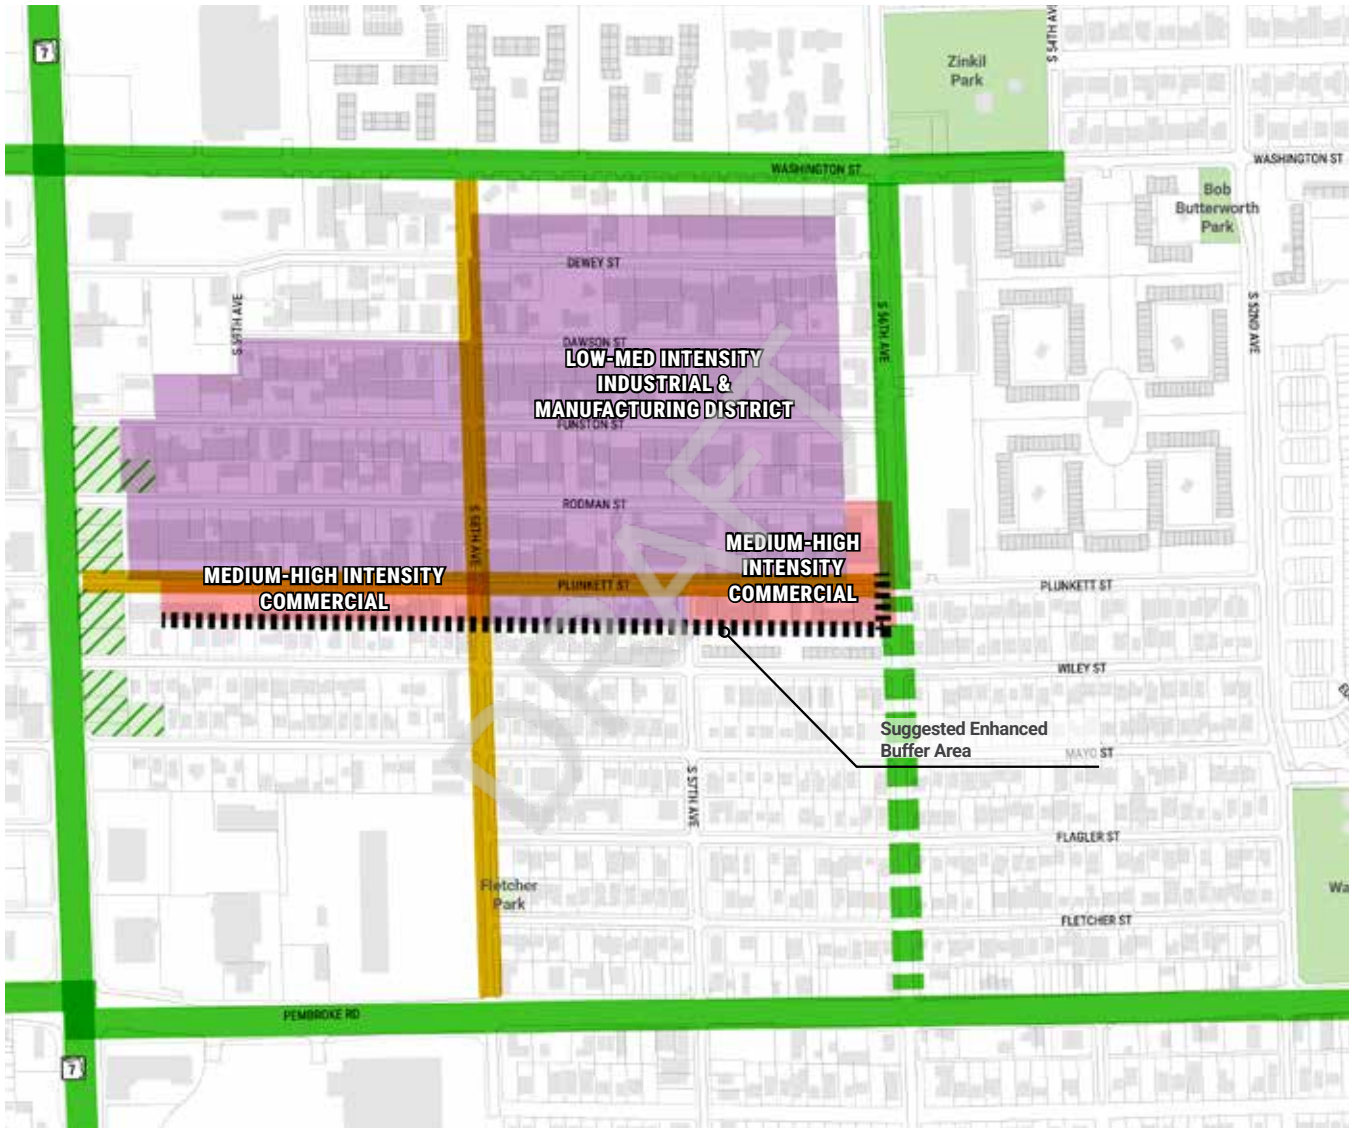 7
Zinkil
Park
S 54TH AV
WASHINGTON ST
WASHINGTON ST
Bob
Butterworth
Park
DEWEY ST
S 59TH AVE
S 56TH AVE
S 52ND AVE
DAWSON ST
LOW-MED INTENSITY
INDUSTRIAL &
MANUFACTURING DISTRICT
FUNSTON ST
RODMAN ST
S 58TH AVE
MEDIUM-HIGH
INTENSITY
COMMERCIAL
MEDIUM-HIGH INTENSITY
COMMERCIAL
PLUNKETT ST
PLUNKETT ST
DRAFT
WILEY ST
Suggested Enhanced
Buffer Area
MAYO ST
S 57TH AVE
FLAGLER ST
Fletcher
Park
Wa
FLETCHER ST
PEMBROKE RD
7